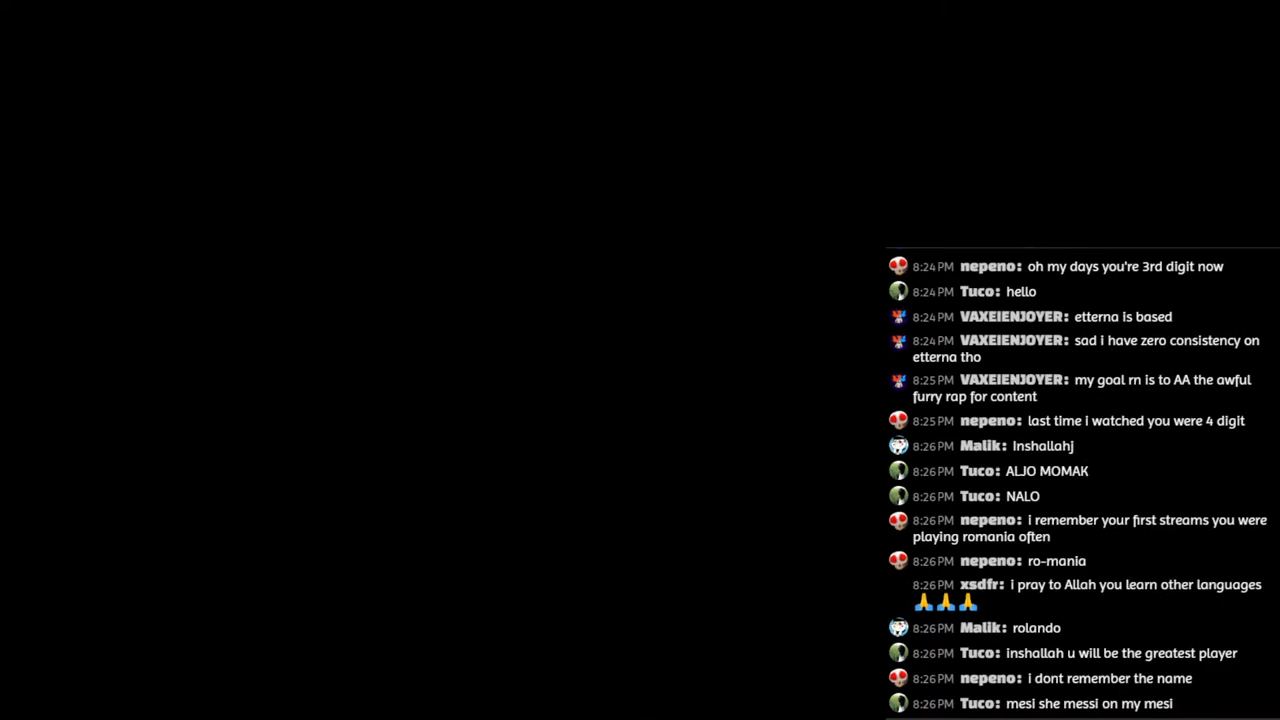 8:24 PM nepeno: oh my days you're 3rd digit now
8:24 PM Tuco: hello
8:24 PM VAXEIENJOYER: etterna is based
8:24 PM VAXEIENJOYER: sad i have zero consistency on
etterna tho
8:25 PM VAXEIENJOYER: my goal rn is to AA the awful
furry rap for content
8:25 PM nepeno: last time i watched you were 4 digit
8:26 PM Malik: Inshallahj
8:26 PM Tuco: ALJO MOMAK
8:26 PM Tuco: NALO
8:26 PM nepeno: i remember your first streams you were
playing romania often
8:26 PM nepeno: ro-mania
8:26 PM xsdfr: i pray to Allah you learn other languages
🙏🙏🙏
8:26 PM Malik: rolando
8:26 PM Tuco: inshallah u will be the greatest player
8:26 PM nepeno: i dont remember the name
8:26 PM Tuco: mesi she messi on my mesi